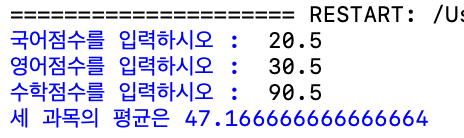 ===================== RESTART: /Us
국어점수를 입력하시오 :  20.5
영어점수를 입력하시오 :  30.5
수학점수를 입력하시오 :  90.5
세 과목의 평균은 47.166666666666664